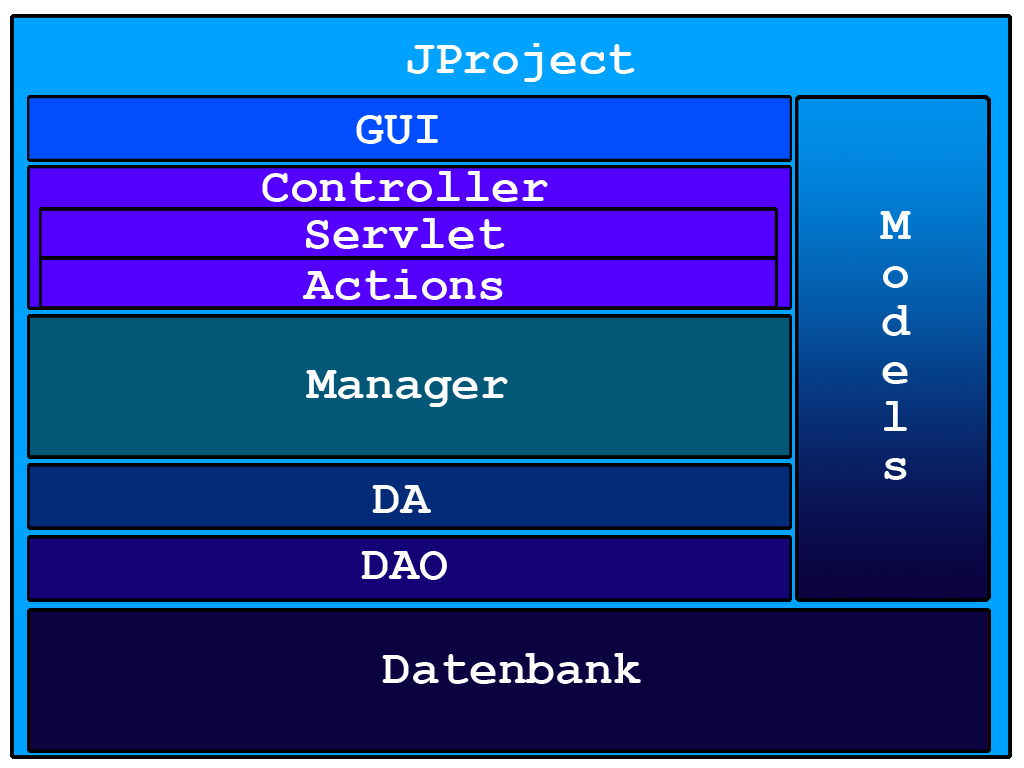 JProject
GUI
Controller
Servlet
Actions
Manager
DA
DAO
Models
Datenbank